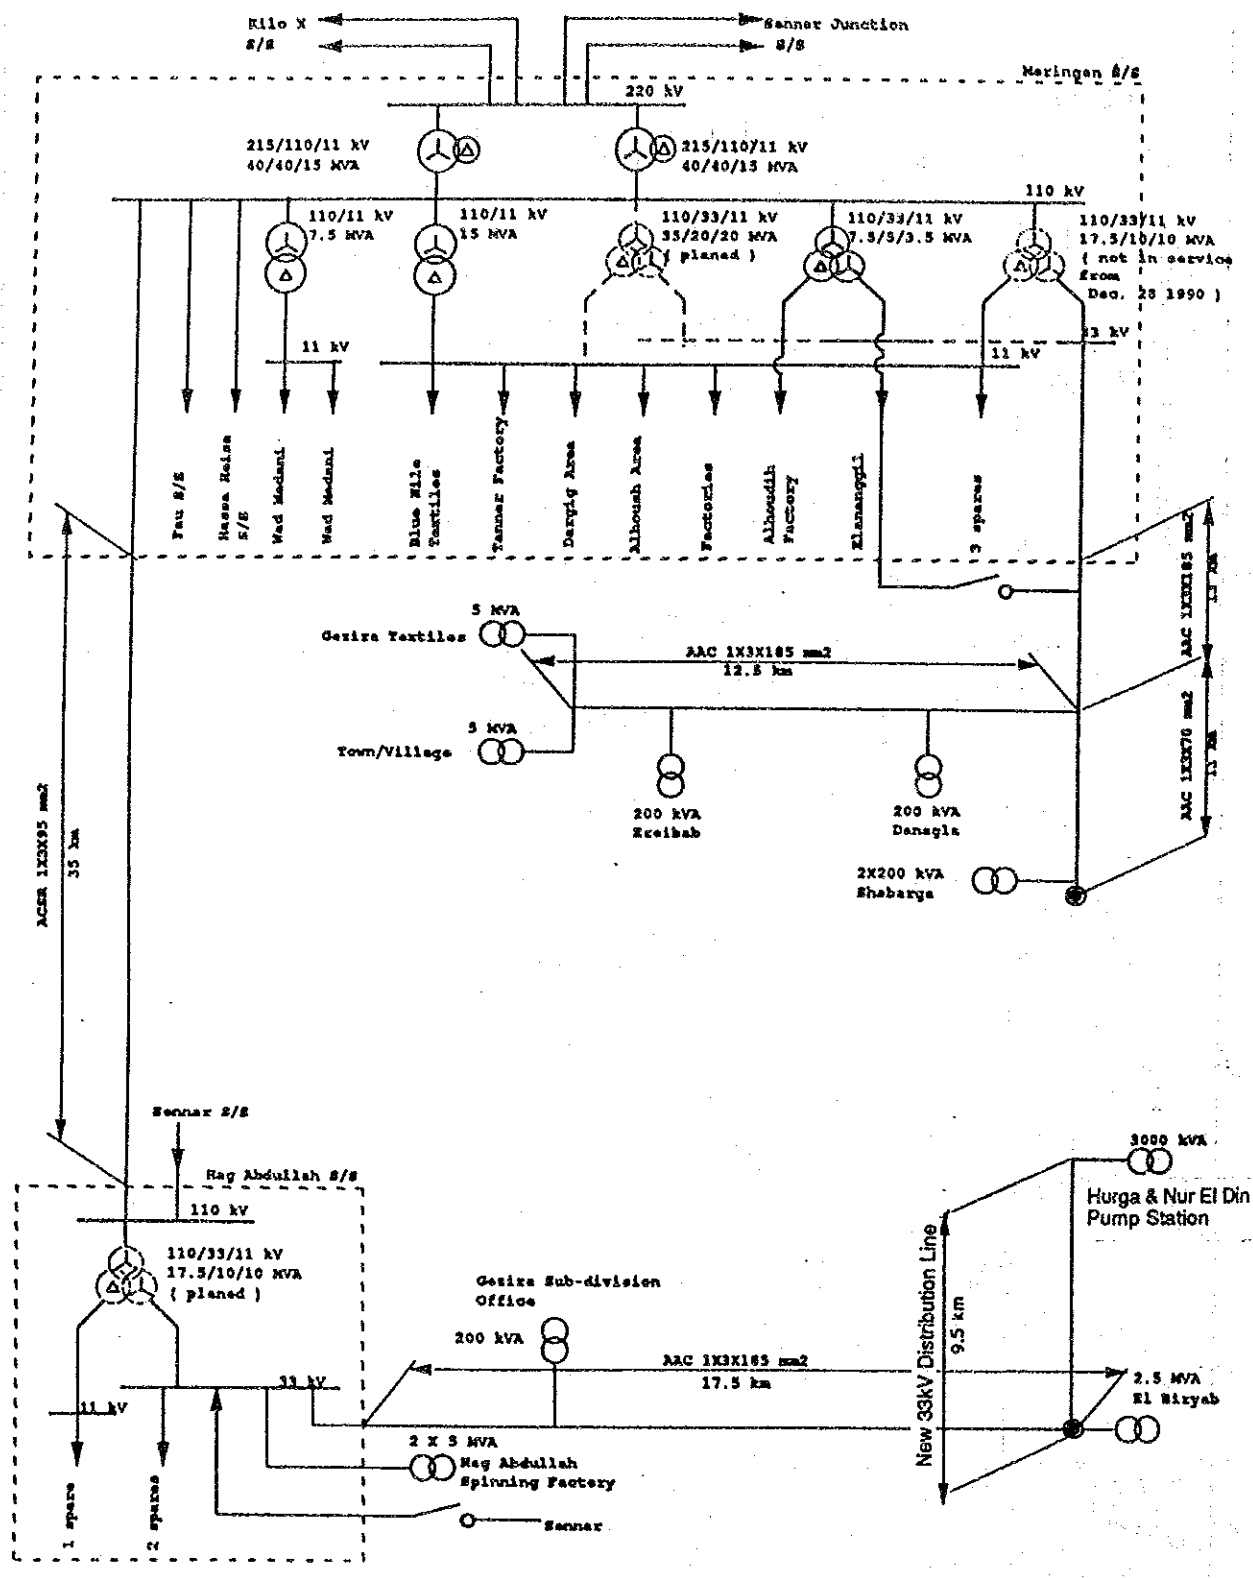 Kilo X
S/S
Sennar Junction
S/S
Maringan S/S
220 kV
215/110/11 kV
40/40/15 MVA
215/110/11 kV
40/40/15 MVA
110 kV
110/11 kV
7.5 MVA
110/11 kV
15 MVA
110/33/11 kV
35/20/20 MVA
( planed )
110/33/11 kV
7.5/5/3.5 MVA
110/33/11 kV
17.5/10/10 MVA
( not in service
from
Dec. 28 1990 )
33 kV
11 kV
11 kV
Fau S/S
Hassa Heisa
S/S
Wad Medani
Wad Medani
Blue Nile
Textiles
Tanner Factory
Dargig Area
Alhoush Area
Factories
Alhoudih
Factory
Elananggil
3 spares
AAC 1X3X185 mm2
13 km
5 MVA
Gezira Textiles
AAC 1X3X185 mm2
12.5 km
5 MVA
Town/Village
200 kVA
200 kVA
Danagla
AAC 1X3X70 mm2
11 km
2X200 kVA
Shabarga
ACSR 1X3X95 mm2
35 km
Sennar S/S
Hag Abdullah S/S
110 kV
110/33/11 kV
17.5/10/10 MVA
( planed )
33 kV
11 kV
1 spare
2 spares
Gezira Sub-division
Office
200 kVA
AAC 1X3X185 mm2
17.5 km
2 X 5 MVA
Hag Abdullah
Spinning Factory
Sennar
New 33kV Distribution Line
9.5 km
3000 kVA
Hurga & Nur El Din
Pump Station
2.5 MVA
El Biryab